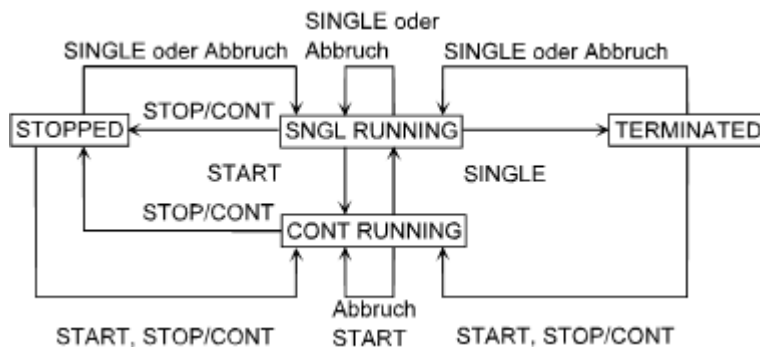 SINGLE oder
Abbruch
SINGLE oder Abbruch
SINGLE oder Abbruch
STOP/CONT
STOPPED
SNGL RUNNING
TERMINATED
START
SINGLE
STOP/CONT
CONT RUNNING
Abbruch
START
START, STOP/CONT
START, STOP/CONT